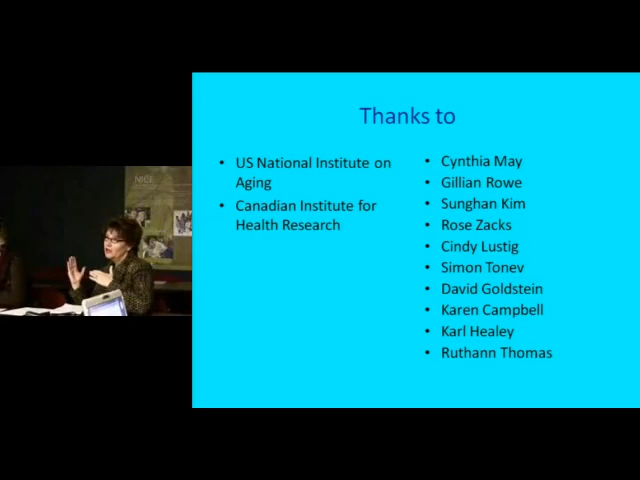 NICE
Thanks to
• US National Institute on
Aging
• Canadian Institute for
Health Research
• Cynthia May
• Gillian Rowe
• Sunghan Kim
• Rose Zacks
• Cindy Lustig
• Simon Tonev
• David Goldstein
• Karen Campbell
• Karl Healey
• Ruthann Thomas